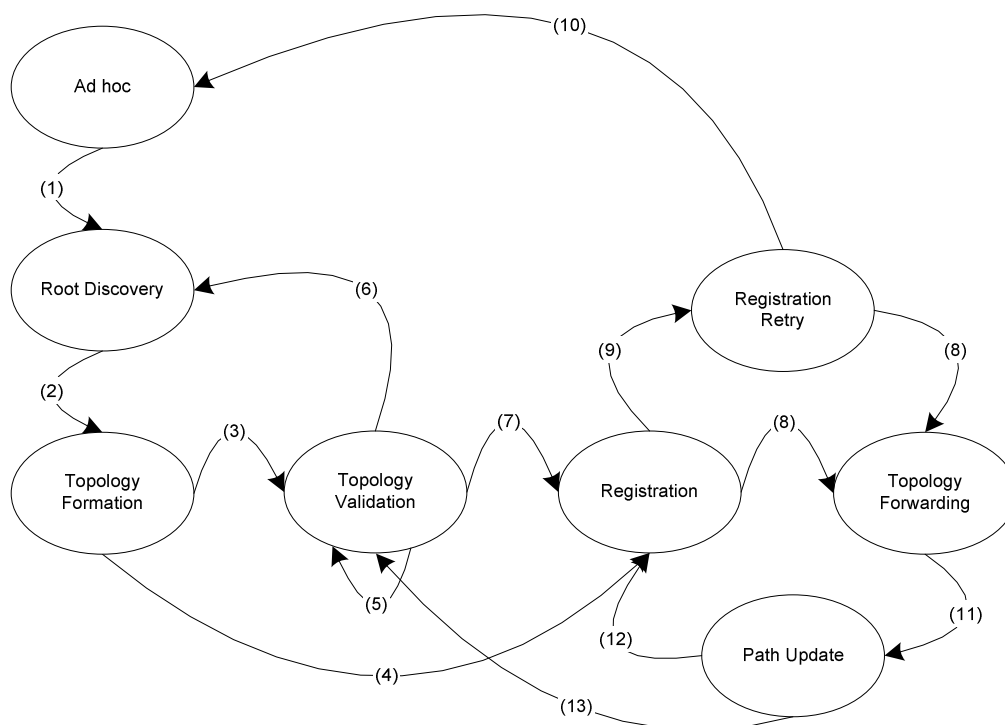 (10)
Ad hoc
(1)
Root Discovery
(6)
Registration
Retry
(9)
(8)
(2)
(3)
(7)
(8)
Topology
Formation
Topology
Validation
Registration
Topology
Forwarding
(5)
(11)
(12)
(4)
Path Update
(13)